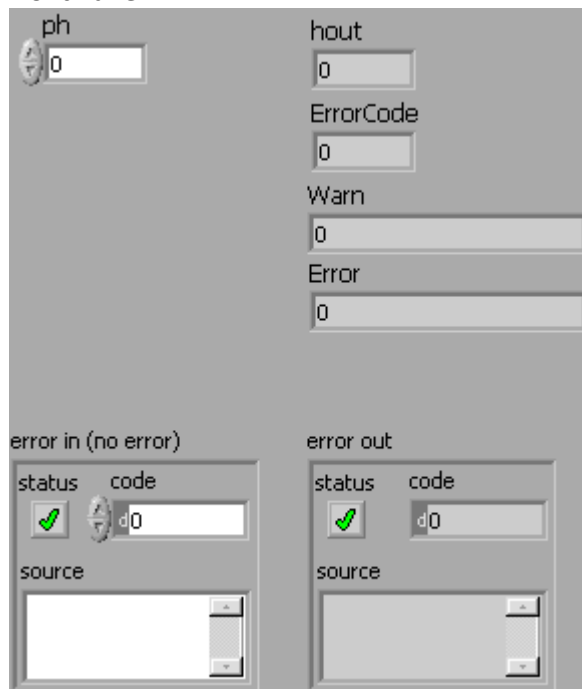 ph
0
hout
0
ErrorCode
0
Warn
0
Error
0
error in (no error)
status code
d0
source
error out
status code
d0
source